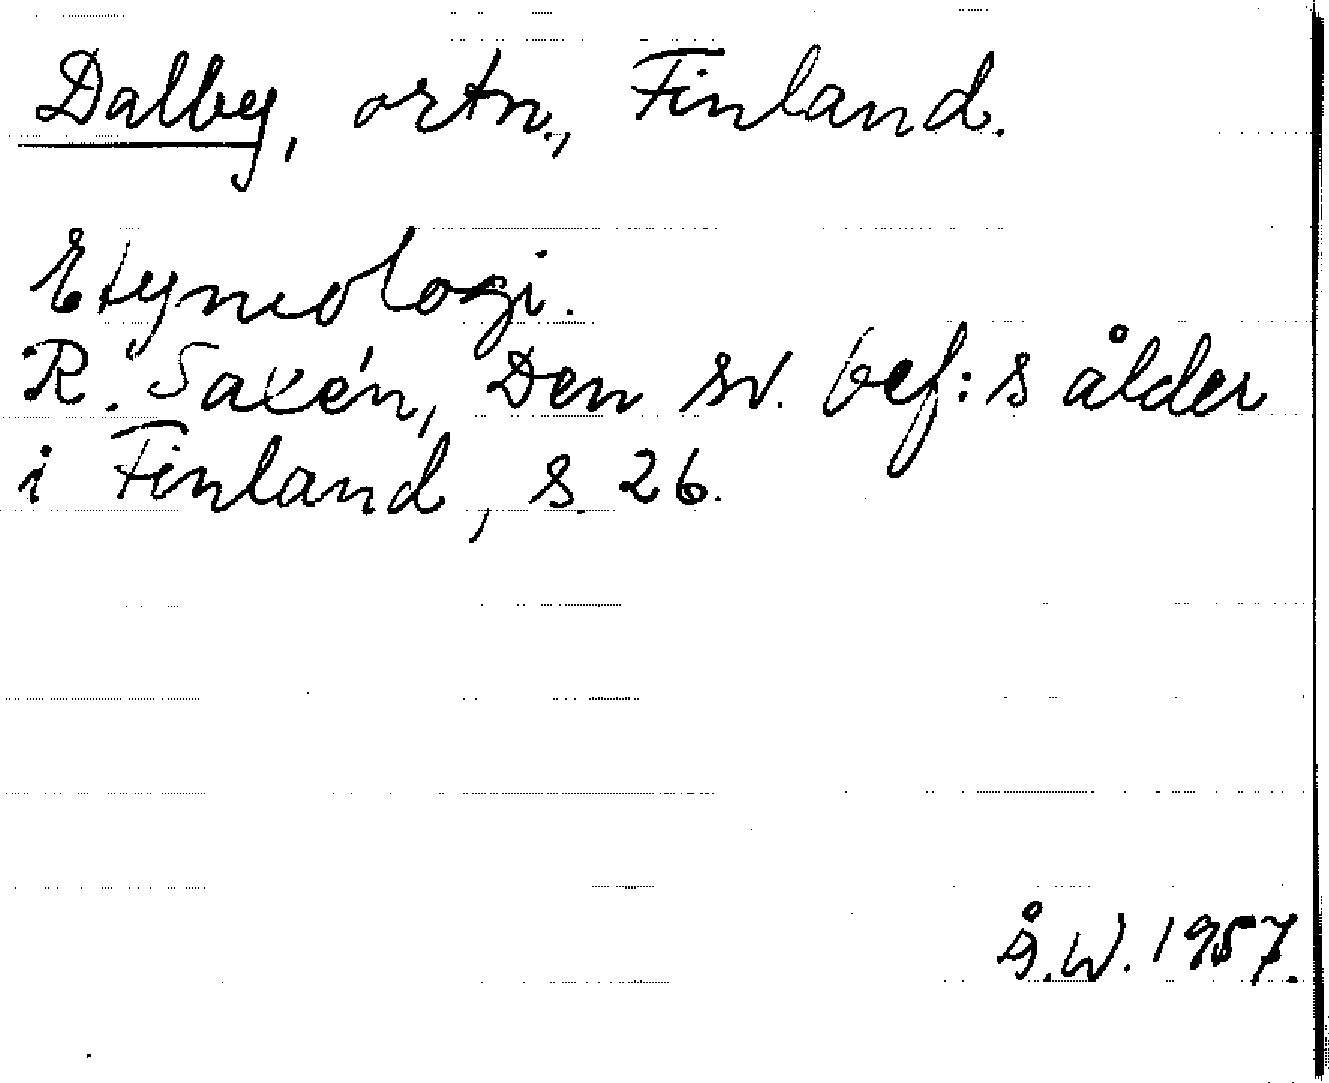 Dalby, ortn., Finland.
Etymologi.
R. Saxén, Den sv. bef:s ålder
i Finland, s. 26.
Å.W. 1957.